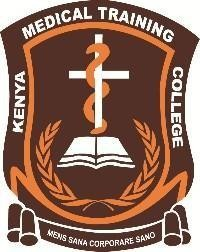 KENYA
MEDICAL TRAINING
COLLEGE
MENS SANA CORPORARE SANO